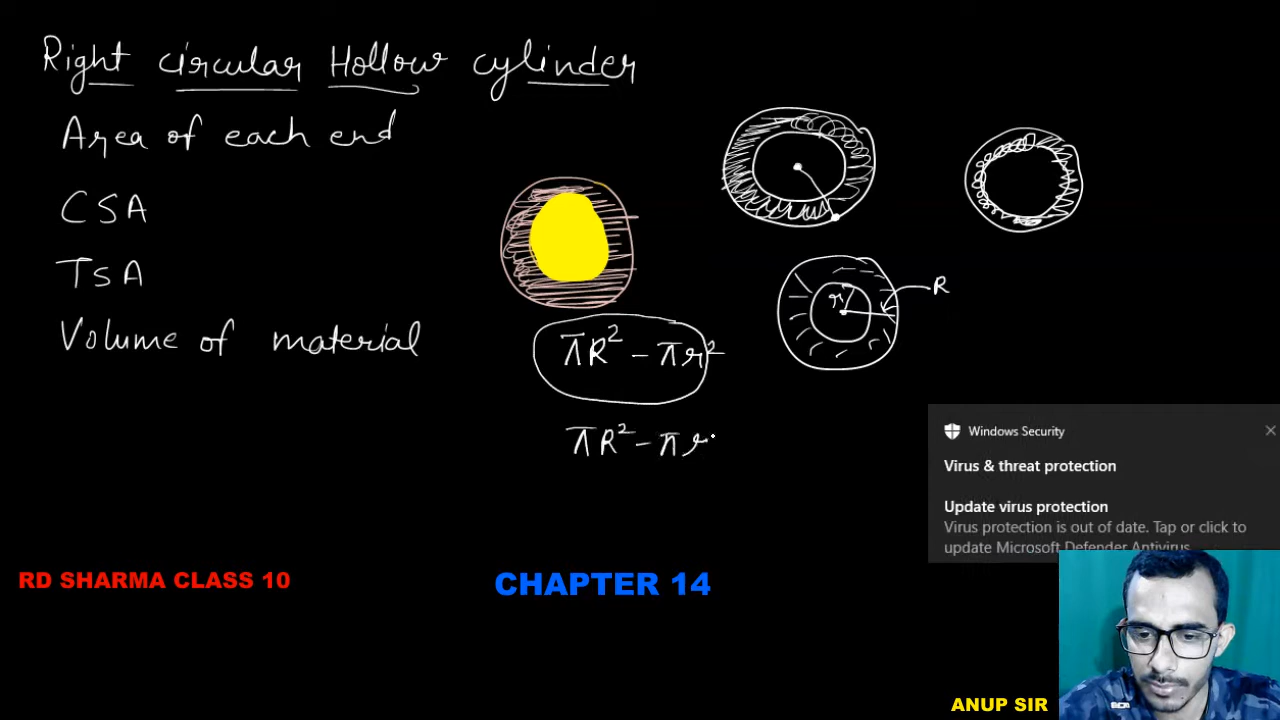 Right circular Hollow cylinder
Area of each end
CSA
TSA
Volume of material
r
R
πR² - πr²
πR² - πr
Windows Security
Virus & threat protection
Update virus protection
Virus protection is out of date. Tap or click to
update Microsoft Defender Antivirus.
RD SHARMA CLASS 10
CHAPTER 14
ANUP SIR